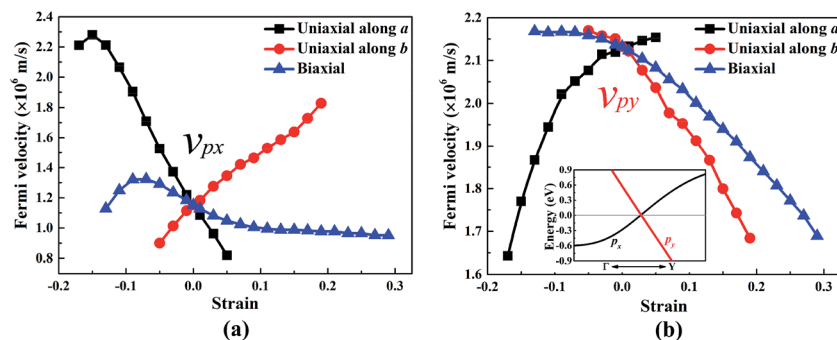 Fermi velocity (×10⁶ m/s)
2.4
2.2
2.0
1.8
1.6
1.4
1.2
1.0
0.8
Uniaxial along a
Uniaxial along b
Biaxial
vpx
-0.2 -0.1 0.0 0.1 0.2 0.3
Strain
(a)
Fermi velocity (×10⁶ m/s)
2.2
2.1
2.0
1.9
1.8
1.7
1.6
Uniaxial along a
Uniaxial along b
Biaxial
vpy
Energy (eV)
0.9
0.6
0.3
0.0
-0.3
-0.6
-0.9
px
py
Γ Y
-0.2 -0.1 0.0 0.1 0.2 0.3
Strain
(b)